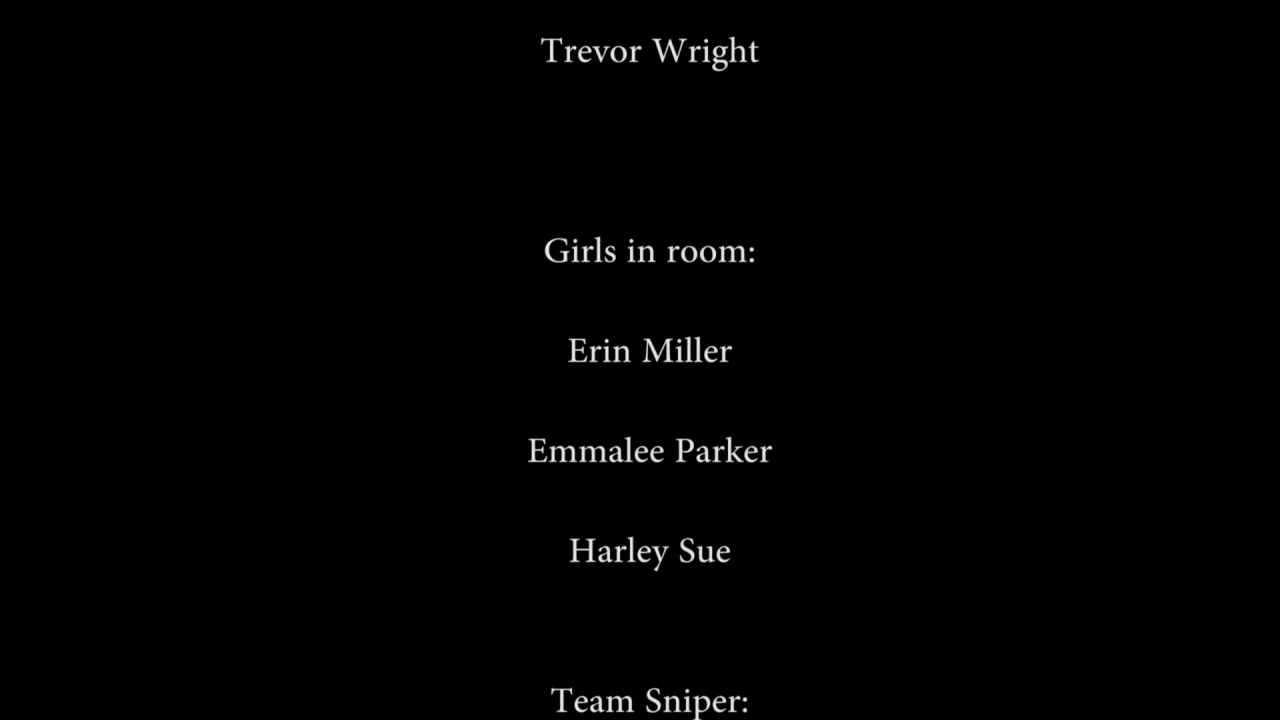 Trevor Wright
Girls in room:
Erin Miller
Emmalee Parker
Harley Sue
Team Sniper: